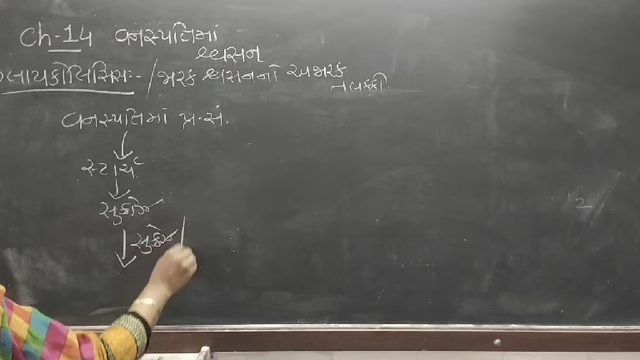 Ch-14 વનસ્પતિમાં
શ્વસન
ગ્લાયકોલિસિસ:- / જારક શ્વસનનો અજારક
તબક્કો
વનસ્પતિમાં પ્ર.સં.
↓
સ્ટાર્ચ
↓
સુક્રોઝ
↓ સુક્રોઝ